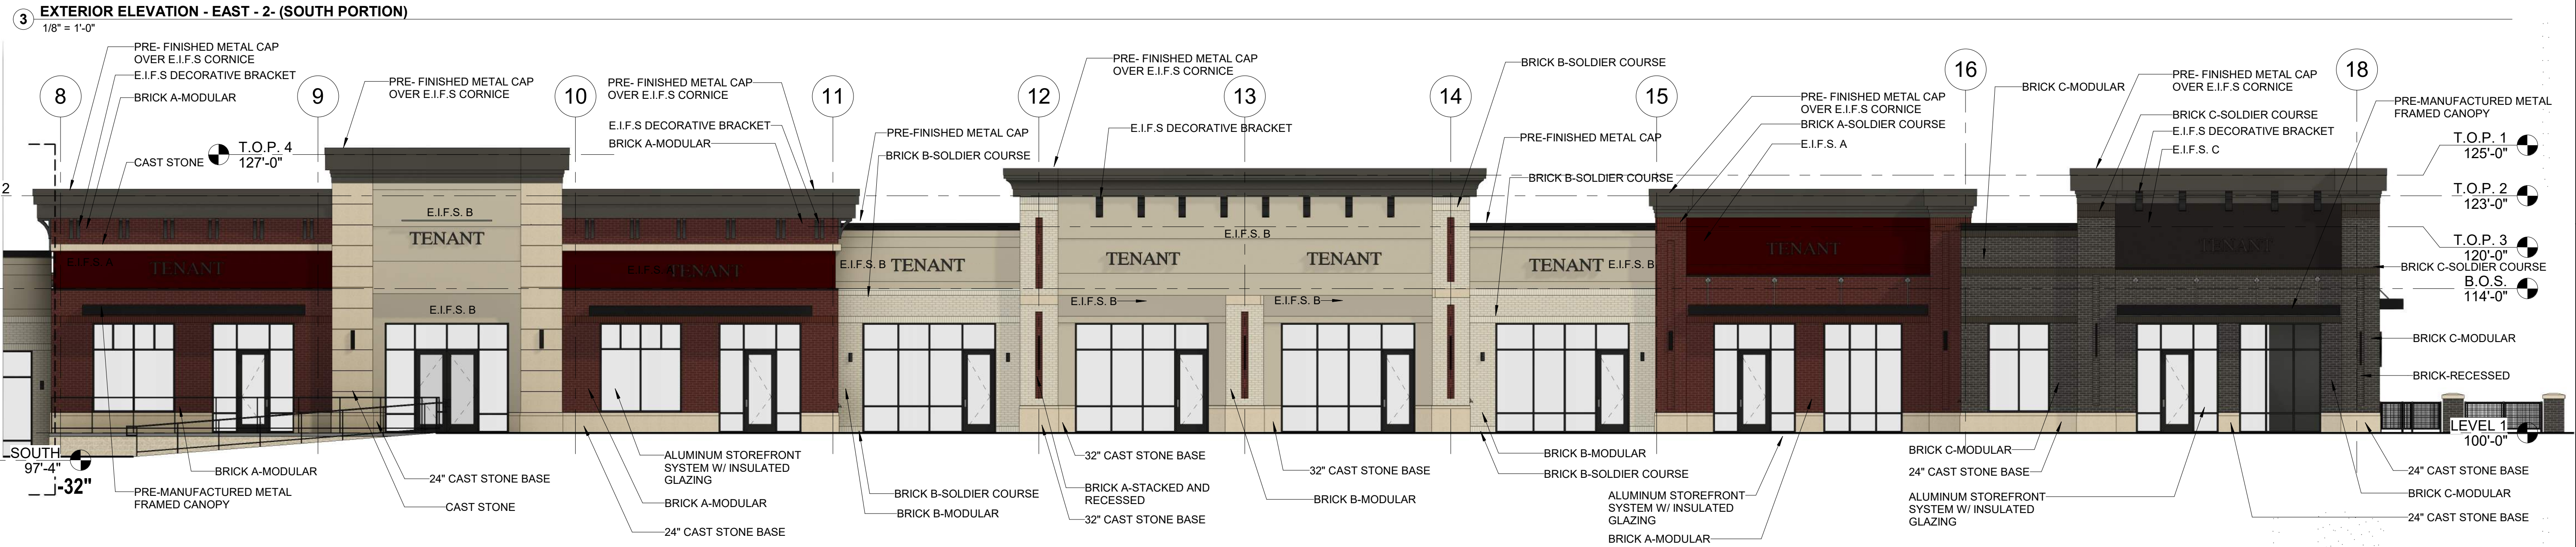 3
EXTERIOR ELEVATION - EAST - 2- (SOUTH PORTION)
1/8" = 1'-0"
PRE- FINISHED METAL CAP
OVER E.I.F.S CORNICE
E.I.F.S DECORATIVE BRACKET
BRICK A-MODULAR
CAST STONE
8
9
10
11
12
13
14
15
16
18
T.O.P. 4
127'-0"
PRE- FINISHED METAL CAP
OVER E.I.F.S CORNICE
PRE- FINISHED METAL CAP
OVER E.I.F.S CORNICE
E.I.F.S DECORATIVE BRACKET
BRICK A-MODULAR
PRE-FINISHED METAL CAP
BRICK B-SOLDIER COURSE
PRE- FINISHED METAL CAP
OVER E.I.F.S CORNICE
E.I.F.S DECORATIVE BRACKET
BRICK B-SOLDIER COURSE
PRE-FINISHED METAL CAP
BRICK B-SOLDIER COURSE
PRE- FINISHED METAL CAP
OVER E.I.F.S CORNICE
BRICK A-SOLDIER COURSE
E.I.F.S. A
BRICK C-MODULAR
PRE- FINISHED METAL CAP
OVER E.I.F.S CORNICE
BRICK C-SOLDIER COURSE
E.I.F.S DECORATIVE BRACKET
E.I.F.S. C
PRE-MANUFACTURED METAL
FRAMED CANOPY
T.O.P. 1
125'-0"
T.O.P. 2
123'-0"
T.O.P. 3
120'-0"
BRICK C-SOLDIER COURSE
B.O.S.
114'-0"
BRICK C-MODULAR
BRICK-RECESSED
LEVEL 1
100'-0"
2
E.I.F.S. A
TENANT
E.I.F.S. B
TENANT
E.I.F.S. B
E.I.F.S. A
TENANT
E.I.F.S. B
TENANT
E.I.F.S. B
TENANT
TENANT
E.I.F.S. B
E.I.F.S. B
TENANT
E.I.F.S. B
TENANT
TENANT
SOUTH
97'-4"
-32"
BRICK A-MODULAR
PRE-MANUFACTURED METAL
FRAMED CANOPY
24" CAST STONE BASE
CAST STONE
ALUMINUM STOREFRONT
SYSTEM W/ INSULATED
GLAZING
BRICK A-MODULAR
24" CAST STONE BASE
BRICK B-SOLDIER COURSE
BRICK B-MODULAR
32" CAST STONE BASE
BRICK A-STACKED AND
RECESSED
32" CAST STONE BASE
32" CAST STONE BASE
BRICK B-MODULAR
BRICK B-MODULAR
BRICK B-SOLDIER COURSE
ALUMINUM STOREFRONT
SYSTEM W/ INSULATED
GLAZING
BRICK A-MODULAR
BRICK C-MODULAR
24" CAST STONE BASE
ALUMINUM STOREFRONT
SYSTEM W/ INSULATED
GLAZING
24" CAST STONE BASE
BRICK C-MODULAR
24" CAST STONE BASE